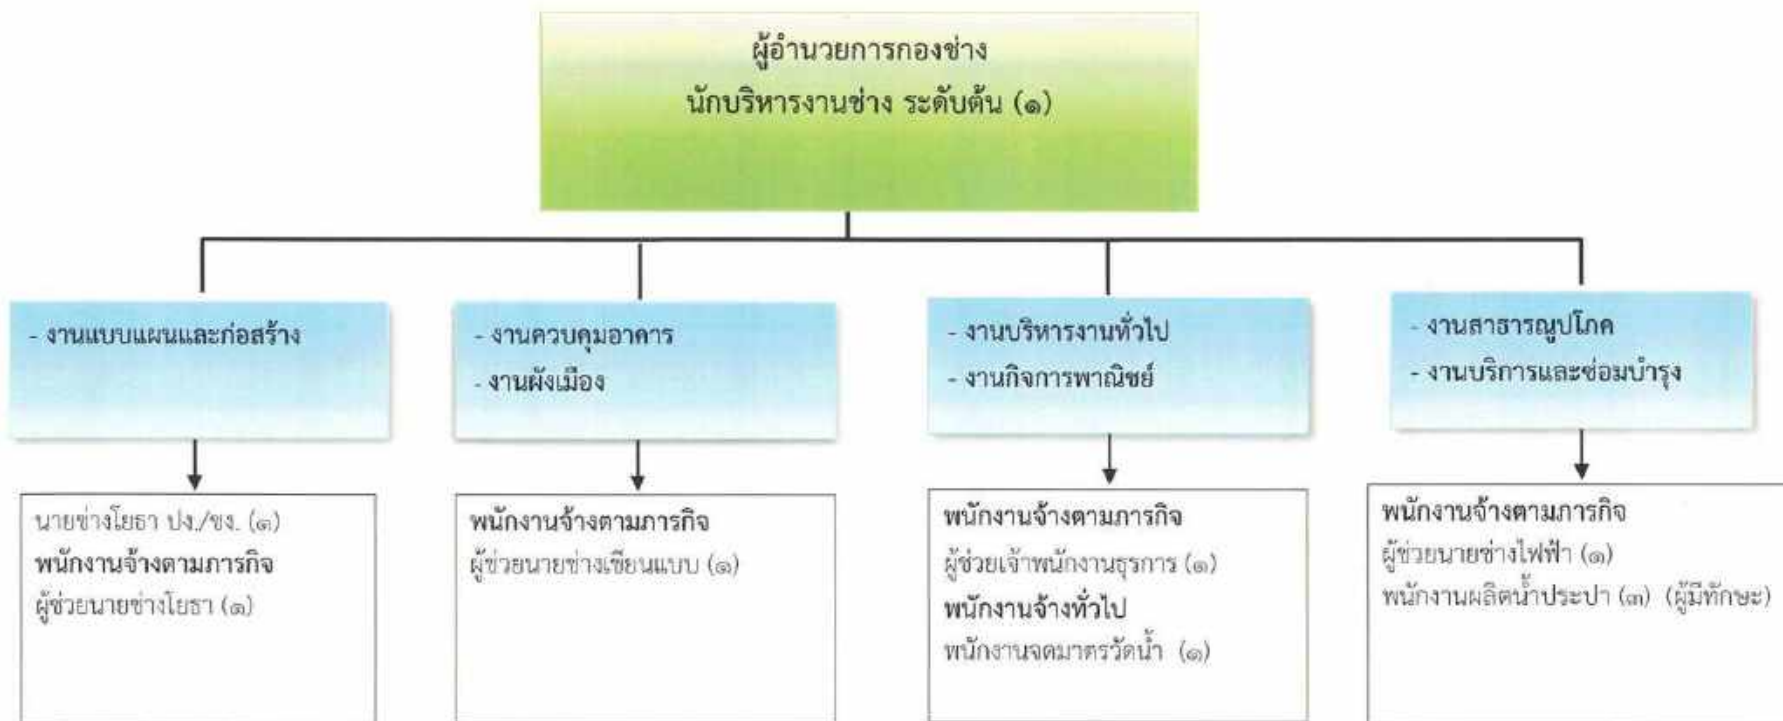 ผู้อำนวยการกองช่าง
นักบริหารงานช่าง ระดับต้น (๑)
- งานแบบแผนและก่อสร้าง
- งานควบคุมอาคาร
- งานผังเมือง
- งานบริหารงานทั่วไป
- งานกิจการพาณิชย์
- งานสาธารณูปโภค
- งานบริการและซ่อมบำรุง
นายช่างโยธา ปง./ชง. (๓)
พนักงานจ้างตามภารกิจ
ผู้ช่วยนายช่างโยธา (๑)
พนักงานจ้างตามภารกิจ
ผู้ช่วยนายช่างเขียนแบบ (๑)
พนักงานจ้างตามภารกิจ
ผู้ช่วยเจ้าพนักงานธุรการ (๑)
พนักงานจ้างทั่วไป
พนักงานจดมาตรวัดน้ำ (๑)
พนักงานจ้างตามภารกิจ
ผู้ช่วยนายช่างไฟฟ้า (๑)
พนักงานผลิตน้ำประปา (๓) (ผู้มีทักษะ)